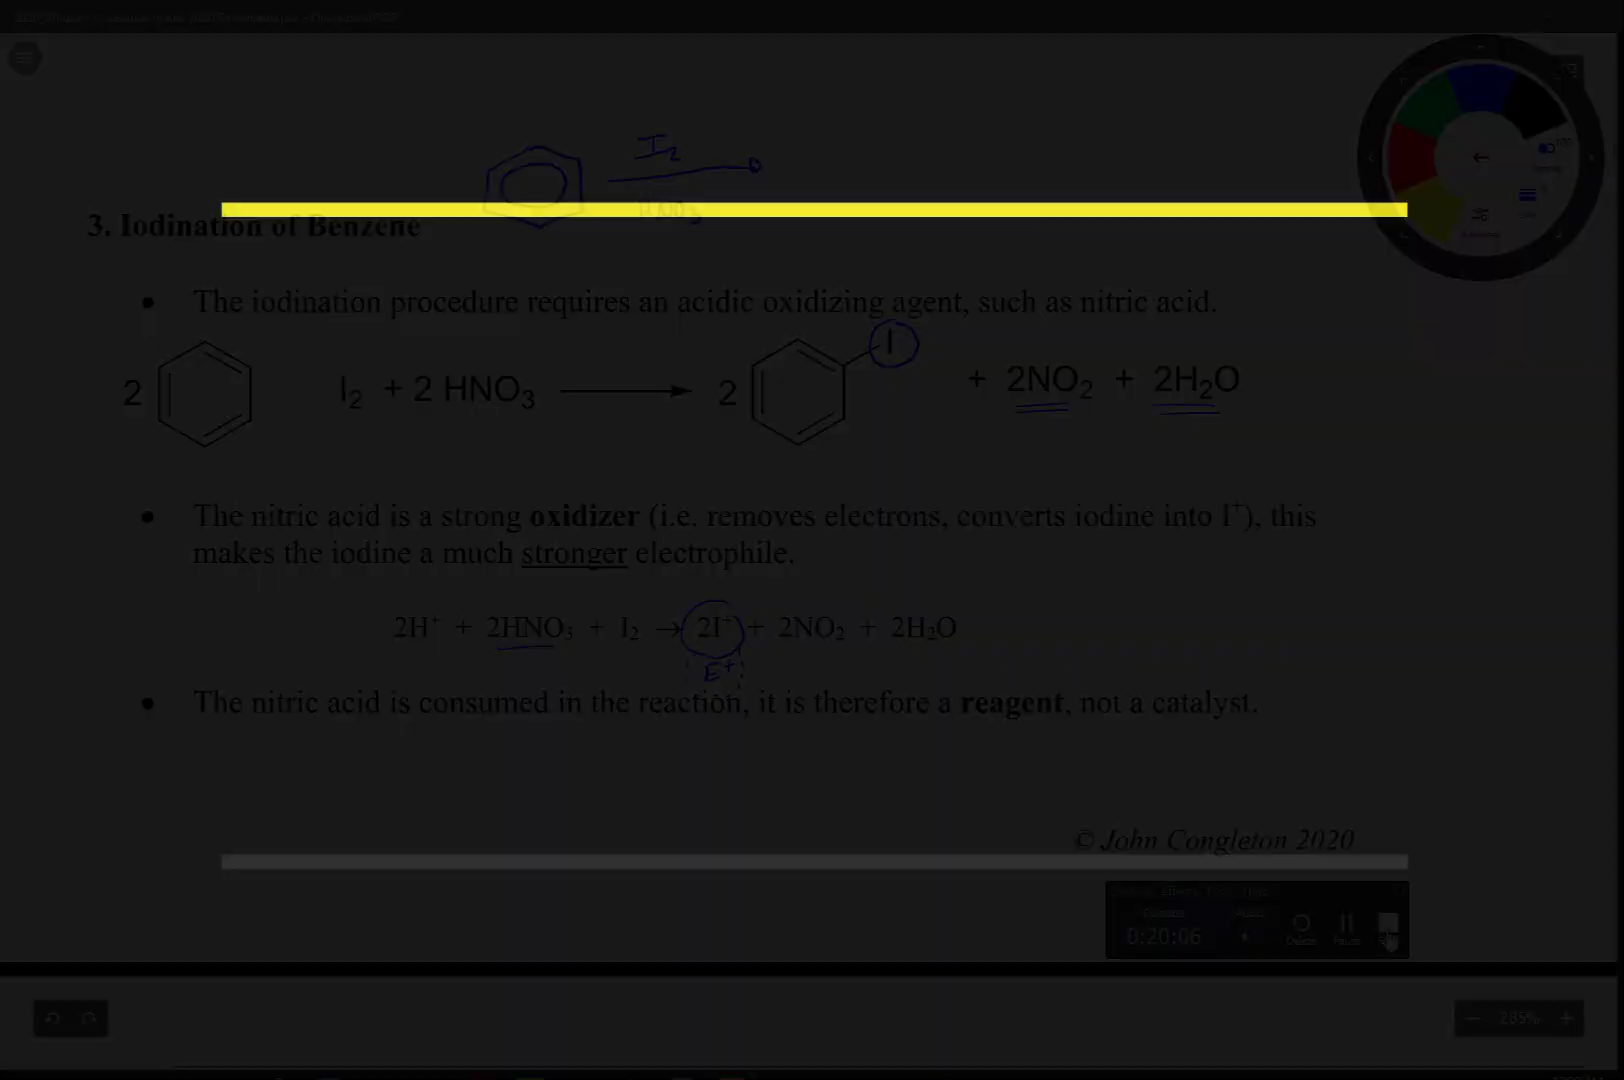 I₂
HNO₃
3. Iodination of Benzene
• The iodination procedure requires an acidic oxidizing agent, such as nitric acid.
2 I₂ + 2 HNO₃ 2 I + 2NO₂ + 2H₂O
• The nitric acid is a strong oxidizer (i.e. removes electrons, converts iodine into I⁺), this
makes the iodine a much stronger electrophile.
2H⁺ + 2HNO₃ + I₂ → 2I⁺ + 2NO₂ + 2H₂O
E⁺
• The nitric acid is consumed in the reaction, it is therefore a reagent, not a catalyst.
© John Congleton 2020
0:20:06
Delete Pause